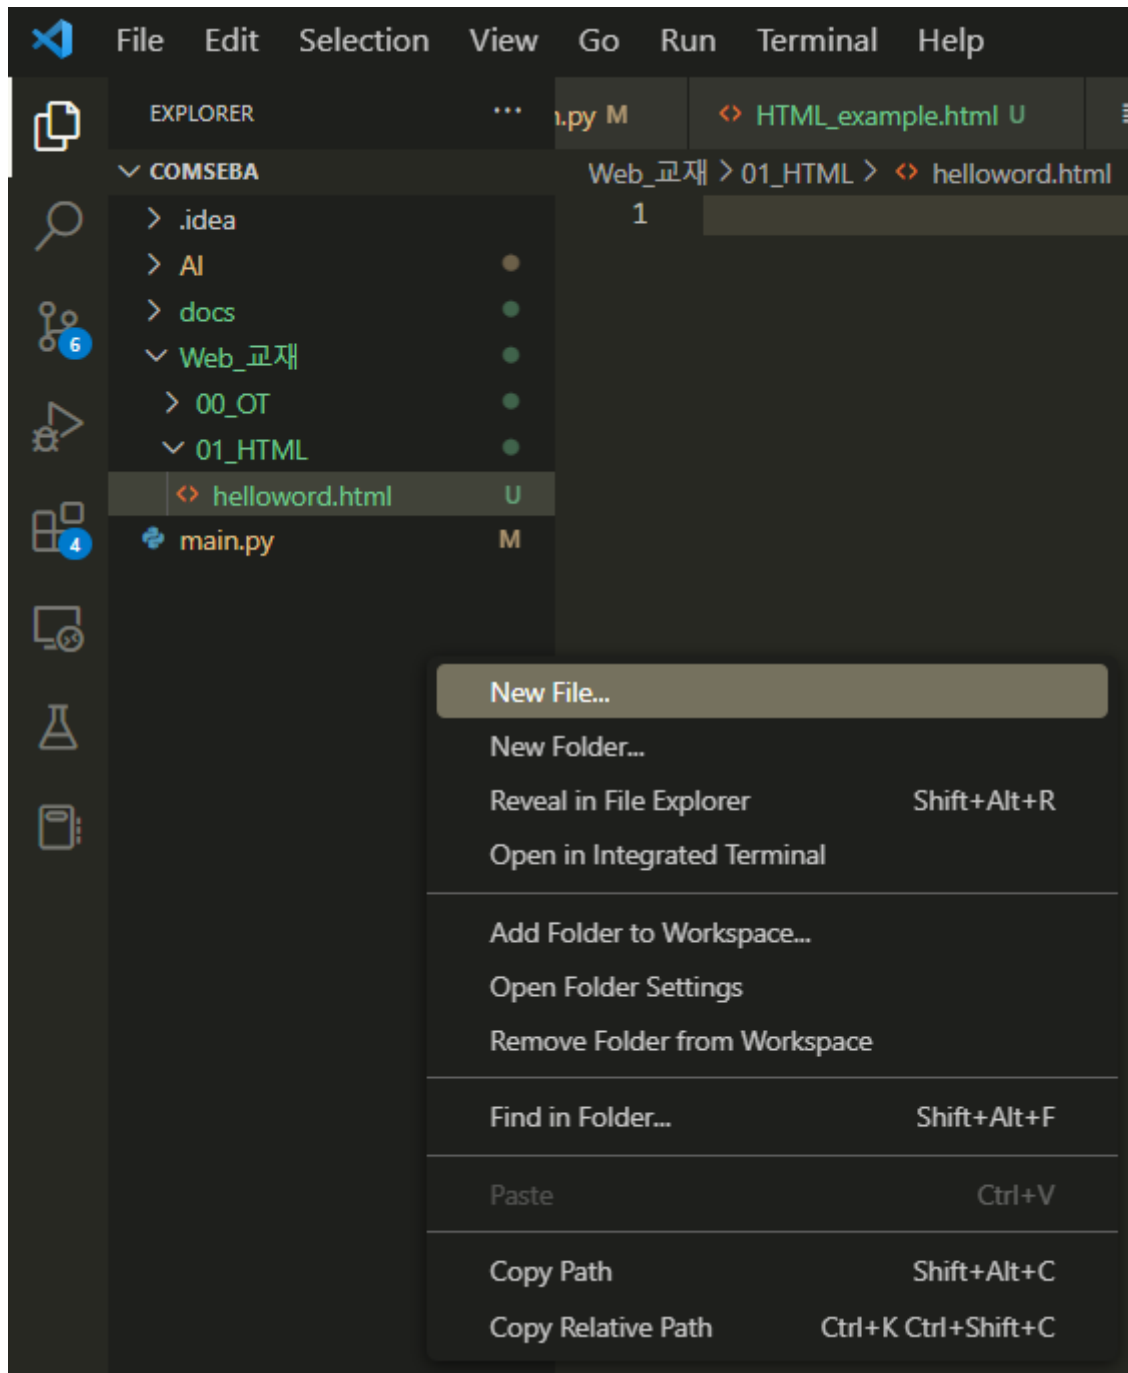 File Edit Selection View Go Run Terminal Help
EXPLORER ...
.py M
HTML_example.html U
COMSEBA
Web_교재 > 01_HTML > helloword.html
1
.idea
AI
docs
Web_교재
00_OT
01_HTML
helloword.html U
main.py M
6
4
New File...
New Folder...
Reveal in File Explorer Shift+Alt+R
Open in Integrated Terminal
Add Folder to Workspace...
Open Folder Settings
Remove Folder from Workspace
Find in Folder... Shift+Alt+F
Paste Ctrl+V
Copy Path Shift+Alt+C
Copy Relative Path Ctrl+K Ctrl+Shift+C